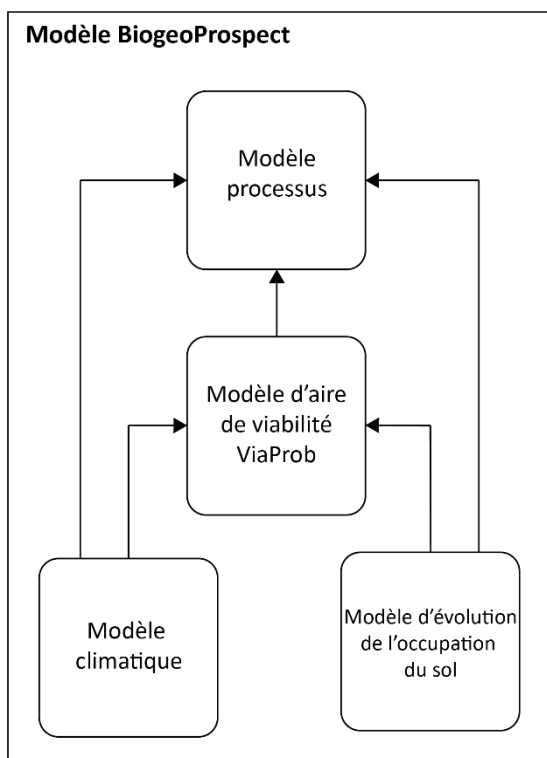 Modèle BiogeoProspect
Modèle
processus
Modèle d'aire
de viabilité
ViaProb
Modèle
climatique
Modèle d'évolution
de l'occupation
du sol